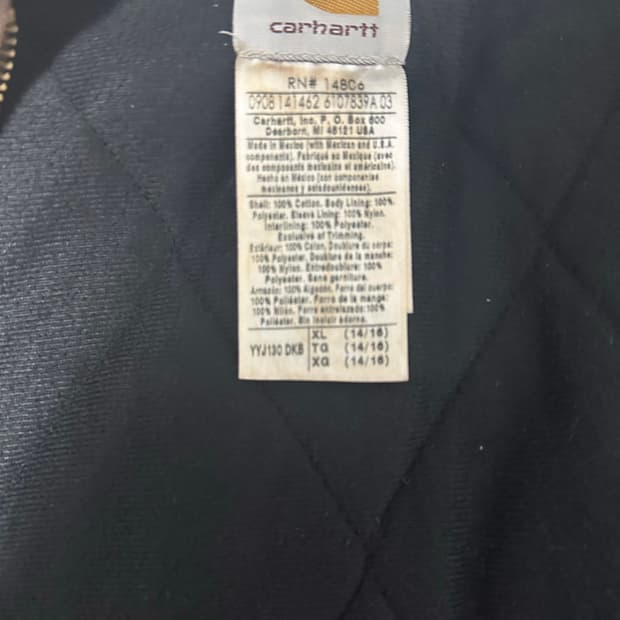 carhartt
RN# 14806
0908 141462 6107839A 03
Carhartt, Inc. P. O. Box 600
Dearborn, MI 48121 USA
Made in Mexico (with Mexican and U.S.A.
components). Fabriqué au Mexique (avec
des composants mexicains et américains).
Hecho en México (con componentes
mexicanos y estadounidenses).
Shell: 100% Cotton. Body Lining: 100%
Polyester. Sleeve Lining: 100% Nylon.
Interlining: 100% Polyester.
Exclusive of Trimming.
Extérieur: 100% Coton, Doublure du corps:
100% Polyester. Doublure de la manche:
100% Nylon. Entredoublure: 100%
Polyester. Sans garniture.
Armazón: 100% Algodón. Forro del cuerpo:
100% Poliéster. Forro de la manga:
100% Nilón. Forro entrelazado: 100%
Poliéster. Sin incluir adorno.
YYJ130 DKB XL (14/16)
TG (14/16)
XG (14/16)